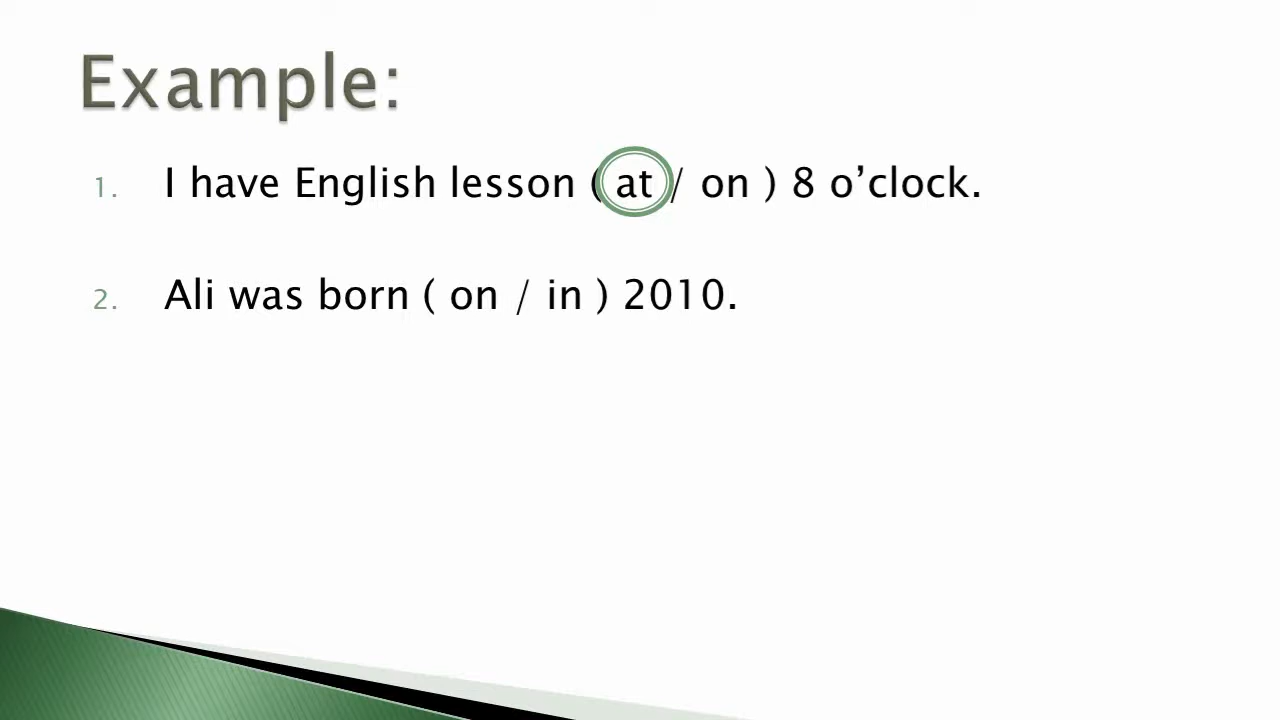 Example:
1. I have English lesson ( at / on ) 8 o’clock.
2. Ali was born ( on / in ) 2010.